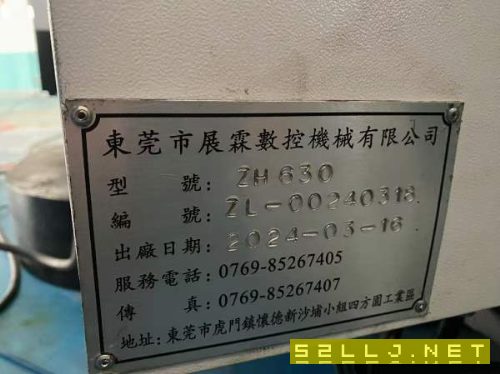 東莞市展霖數控機械有限公司
型 號: ZH630
編 號: ZL-00240318
出廠日期: 2024-03-16
服務電話: 0769-85267405
傳 真: 0769-85267407
地址: 東莞市虎門鎮懷德新沙埔小組四方園工業區
52LLJ.NET